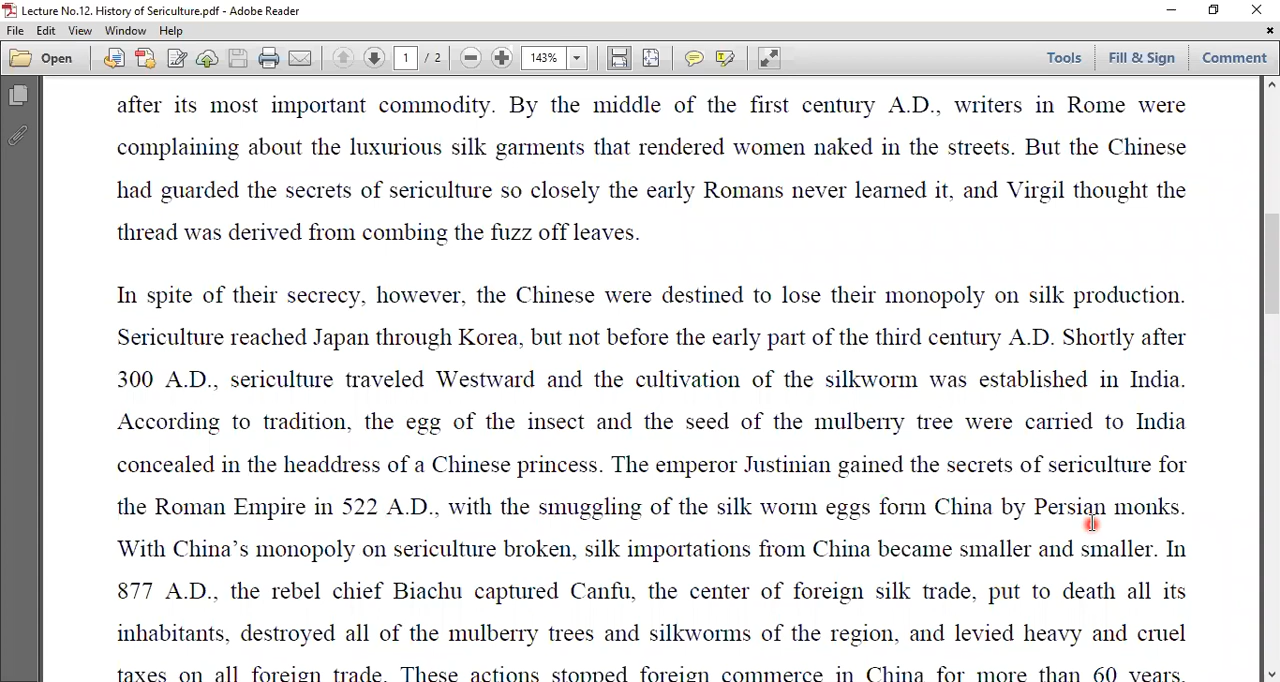 Lecture No.12. History of Sericulture.pdf - Adobe Reader
File Edit View Window Help
Open 1 / 2 143% Tools Fill & Sign Comment
after its most important commodity. By the middle of the first century A.D., writers in Rome were
complaining about the luxurious silk garments that rendered women naked in the streets. But the Chinese
had guarded the secrets of sericulture so closely the early Romans never learned it, and Virgil thought the
thread was derived from combing the fuzz off leaves.
In spite of their secrecy, however, the Chinese were destined to lose their monopoly on silk production.
Sericulture reached Japan through Korea, but not before the early part of the third century A.D. Shortly after
300 A.D., sericulture traveled Westward and the cultivation of the silkworm was established in India.
According to tradition, the egg of the insect and the seed of the mulberry tree were carried to India
concealed in the headdress of a Chinese princess. The emperor Justinian gained the secrets of sericulture for
the Roman Empire in 522 A.D., with the smuggling of the silk worm eggs form China by Persian monks.
With China’s monopoly on sericulture broken, silk importations from China became smaller and smaller. In
877 A.D., the rebel chief Biachu captured Canfu, the center of foreign silk trade, put to death all its
inhabitants, destroyed all of the mulberry trees and silkworms of the region, and levied heavy and cruel
taxes on all foreign trade. These actions stopped foreign commerce in China for more than 60 years.